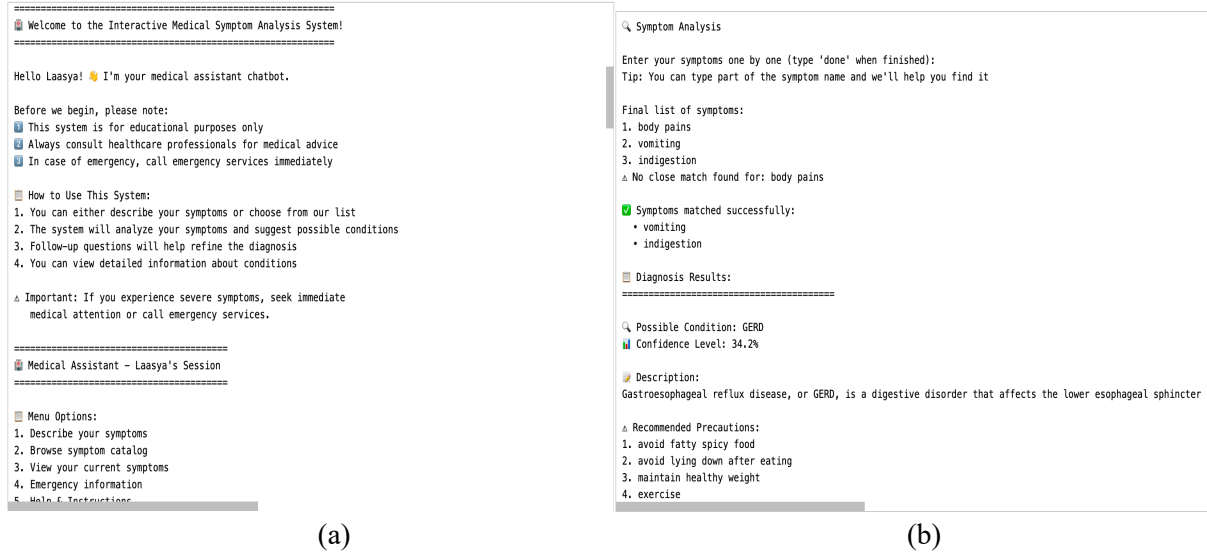 ============================================================
🏥 Welcome to the Interactive Medical Symptom Analysis System!
============================================================
Hello Laasya! 👋 I'm your medical assistant chatbot.
Before we begin, please note:
1️⃣ This system is for educational purposes only
2️⃣ Always consult healthcare professionals for medical advice
3️⃣ In case of emergency, call emergency services immediately
📋 How to Use This System:
1. You can either describe your symptoms or choose from our list
2. The system will analyze your symptoms and suggest possible conditions
3. Follow-up questions will help refine the diagnosis
4. You can view detailed information about conditions
⚠ Important: If you experience severe symptoms, seek immediate
medical attention or call emergency services.
========================================
🏥 Medical Assistant - Laasya's Session
========================================
📋 Menu Options:
1. Describe your symptoms
2. Browse symptom catalog
3. View your current symptoms
4. Emergency information
5. Help & Instructions
(a)
🔍 Symptom Analysis
Enter your symptoms one by one (type 'done' when finished):
Tip: You can type part of the symptom name and we'll help you find it
Final list of symptoms:
1. body pains
2. vomiting
3. indigestion
⚠ No close match found for: body pains
✅ Symptoms matched successfully:
• vomiting
• indigestion
📋 Diagnosis Results:
========================================
🔍 Possible Condition: GERD
📊 Confidence Level: 34.2%
📝 Description:
Gastroesophageal reflux disease, or GERD, is a digestive disorder that affects the lower esophageal sphincter
⚠ Recommended Precautions:
1. avoid fatty spicy food
2. avoid lying down after eating
3. maintain healthy weight
4. exercise
(b)